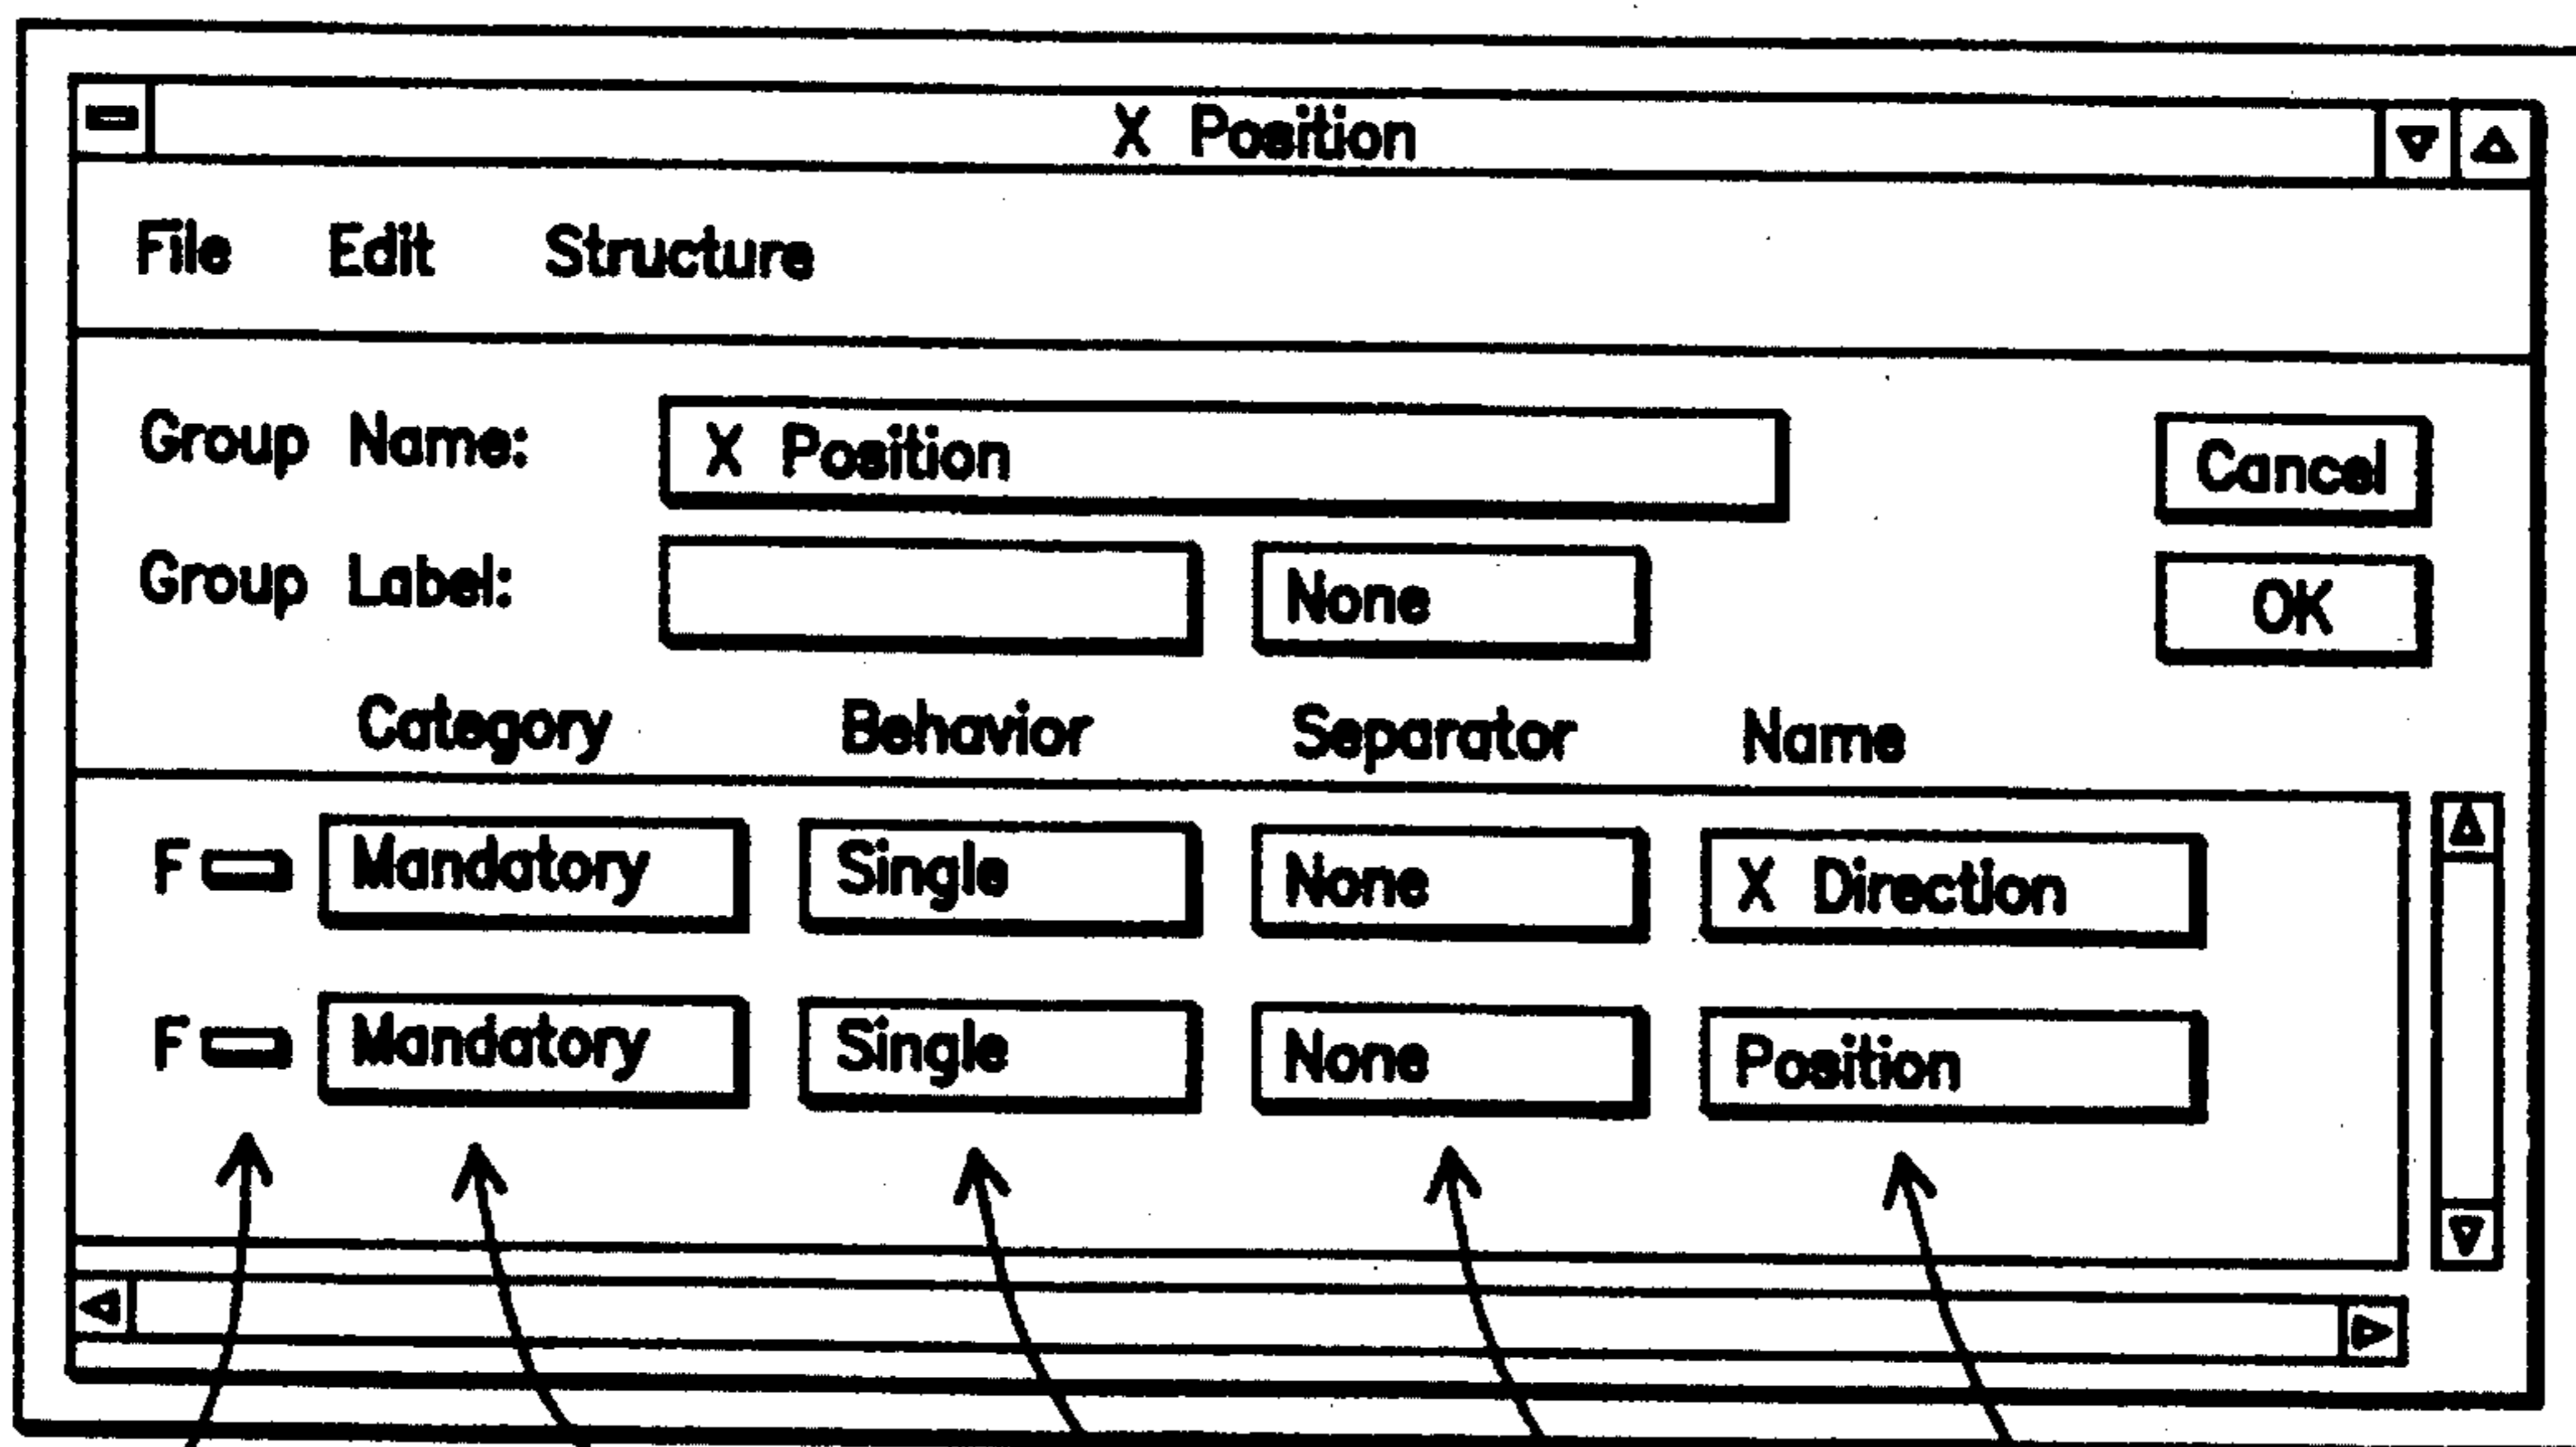 X Position
File Edit Structure
Group Name: X Position Cancel
Group Label: None OK
Category Behavior Separator Name
F Mandatory Single None X Direction
F Mandatory Single None Position